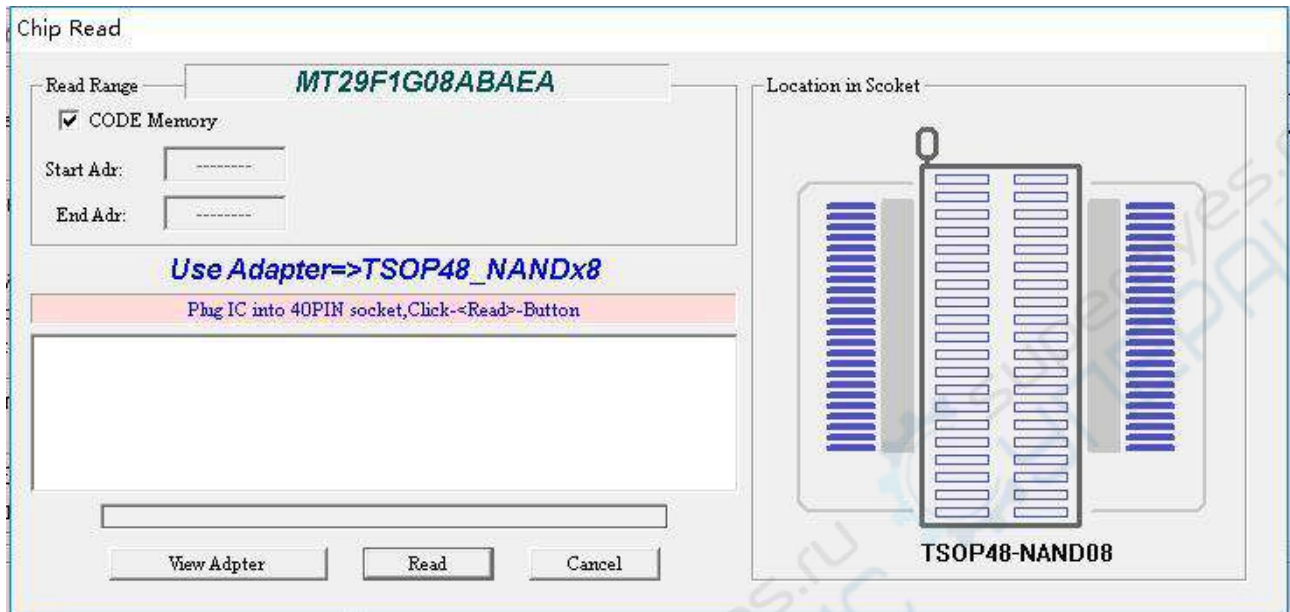 Chip Read
Read Range
MT29F1G08ABAEA
CODE Memory
Start Adr:
--------
End Adr:
--------
Use Adapter=>TSOP48_NANDx8
Plug IC into 40PIN socket,Click-<Read>-Button
View Adpter
Read
Cancel
Location in Scoket
TSOP48-NAND08